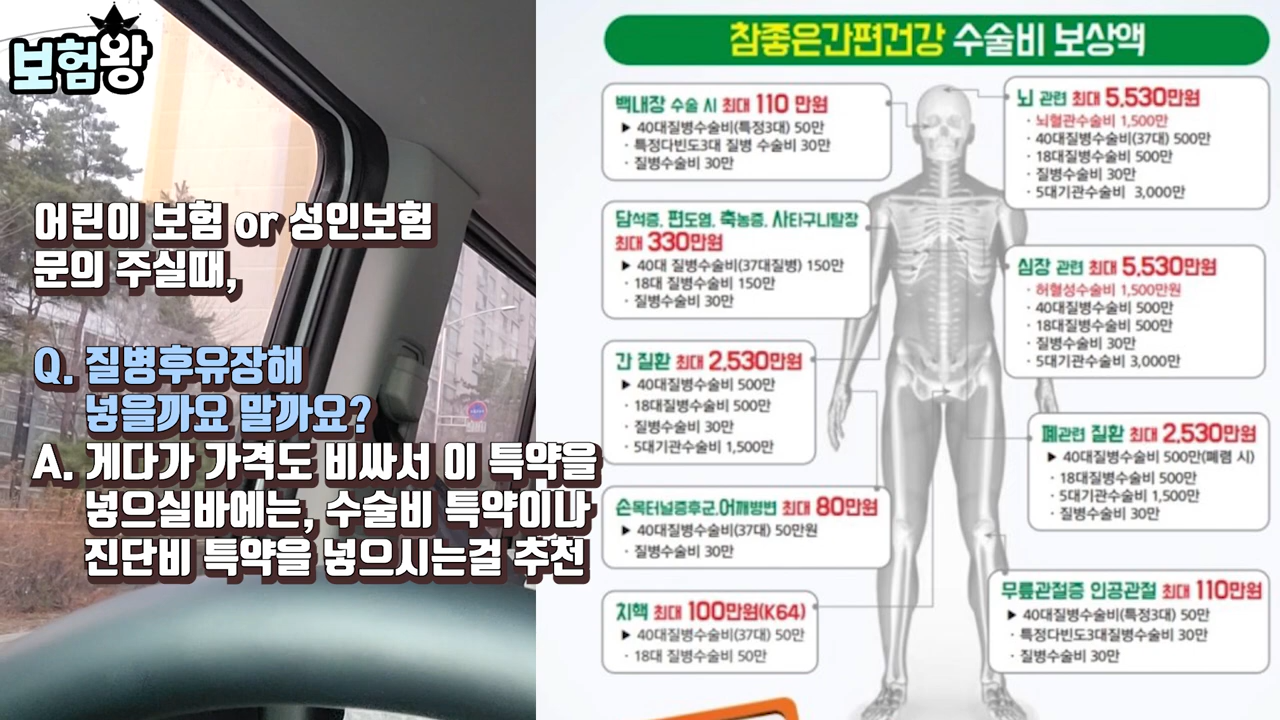 보험왕
어린이 보험 or 성인보험
문의 주실때,
Q. 질병후유장해
넣을까요 말까요?
A. 게다가 가격도 비싸서 이 특약을
넣으실바에는, 수술비 특약이나
진단비 특약을 넣으시는걸 추천
참좋은간편건강 수술비 보상액
백내장 수술 시 최대 110 만원
▶ 40대질병수술비(특정3대) 50만
· 특정다빈도3대 질병 수술비 30만
· 질병수술비 30만
담석증, 편도염, 축농증, 사타구니탈장
최대 330만원
▶ 40대 질병수술비(37대질병) 150만
· 18대 질병수술비 150만
· 질병수술비 30만
간 질환 최대 2,530만원
▶ 40대질병수술비 500만
· 18대질병수술비 500만
· 질병수술비 30만
· 5대기관수술비 1,500만
손목터널증후군,어깨병변 최대 80만원
▶ 40대질병수술비(37대) 50만원
· 질병수술비 30만
치핵 최대 100만원(K64)
▶ 40대질병수술비(37대) 50만
· 18대 질병수술비 50만
뇌 관련 최대 5,530만원
· 뇌혈관수술비 1,500만
· 40대질병수술비(37대) 500만
· 18대질병수술비 500만
· 질병수술비 30만
· 5대기관수술비 3,000만
심장 관련 최대 5,530만원
· 허혈성수술비 1,500만원
· 40대질병수술비 500만
· 18대질병수술비 500만
· 질병수술비 30만
· 5대기관수술비 3,000만
폐관련 질환 최대 2,530만원
▶ 40대질병수술비 500만(폐렴 시)
· 18대질병수술비 500만
· 5대기관수술비 1,500만
· 질병수술비 30만
무릎관절증 인공관절 최대 110만원
▶ 40대질병수술비(특정3대) 50만
· 특정다빈도3대질병수술비 30만
· 질병수술비 30만